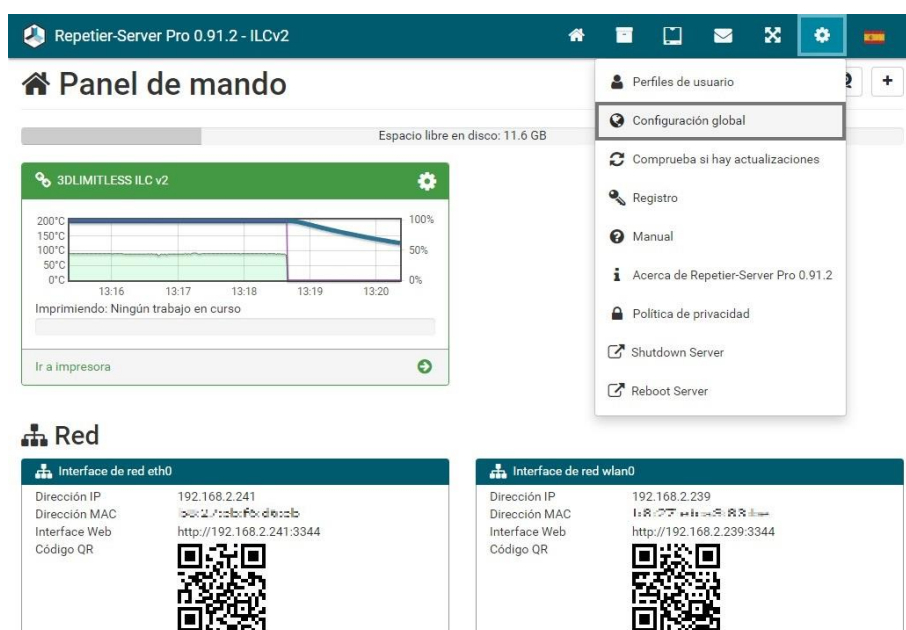 Repetier-Server Pro 0.91.2 - ILCv2
Panel de mando
Espacio libre en disco: 11.6 GB
Perfiles de usuario
Configuración global
Comprueba si hay actualizaciones
Registro
Manual
Acerca de Repetier-Server Pro 0.91.2
Política de privacidad
Shutdown Server
Reboot Server
3DLIMITLESS ILC v2
200°C
150°C
100°C
50°C
0°C
100%
50%
0%
13:16 13:17 13:18 13:19 13:20
Imprimiendo: Ningún trabajo en curso
Ir a impresora
Red
Interface de red eth0
Dirección IP 192.168.2.241
Dirección MAC
Interface Web http://192.168.2.241:3344
Código QR
Interface de red wlan0
Dirección IP 192.168.2.239
Dirección MAC
Interface Web http://192.168.2.239:3344
Código QR